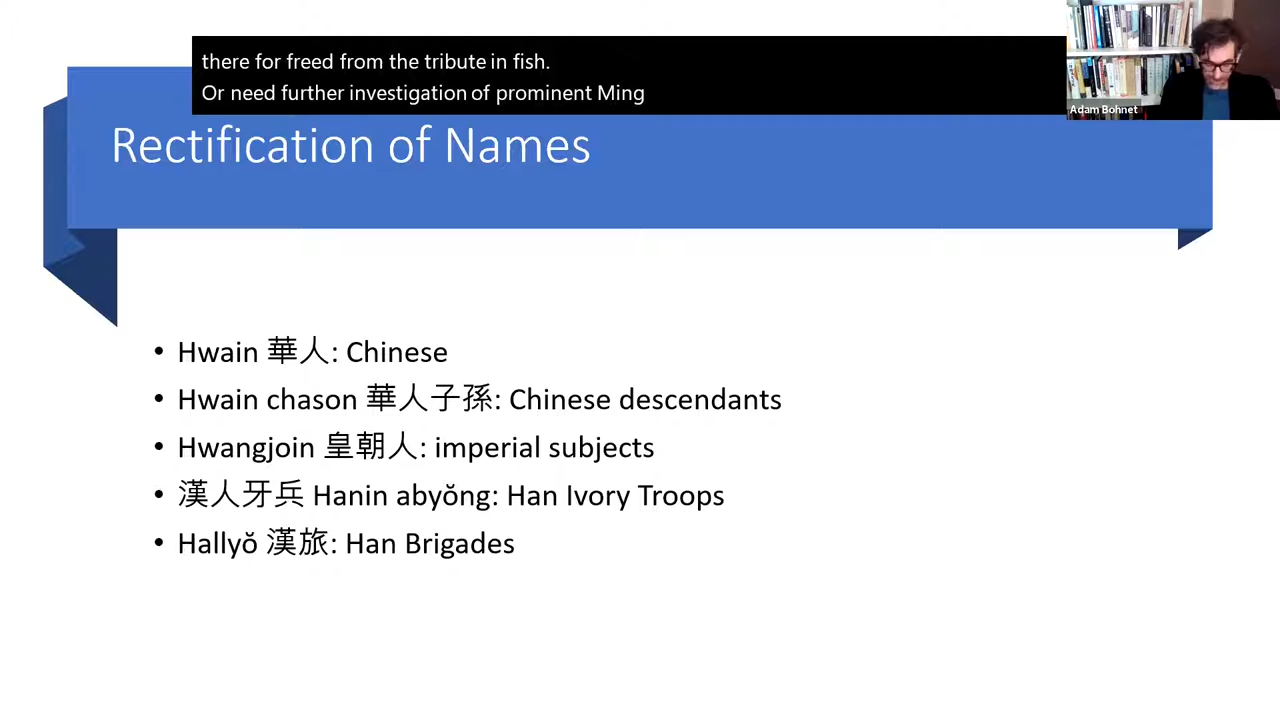 there for freed from the tribute in fish.
Or need further investigation of prominent Ming
Adam Bohnet
Rectification of Names
• Hwain 華人: Chinese
• Hwain chason 華人子孫: Chinese descendants
• Hwangjoin 皇朝人: imperial subjects
• 漢人牙兵 Hanin abyŏng: Han Ivory Troops
• Hallyŏ 漢旅: Han Brigades